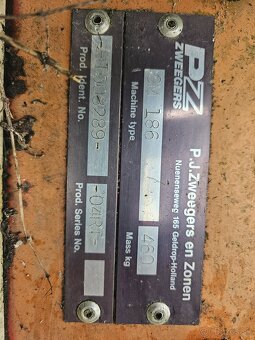 PZ
ZWEEGERS
P.J.Zweegers en Zonen
Nuenenseweg 165 Geldrop-Holland
186
460
Machine type
Mass kg
Prod. Ident. No.
Prod. Series No.